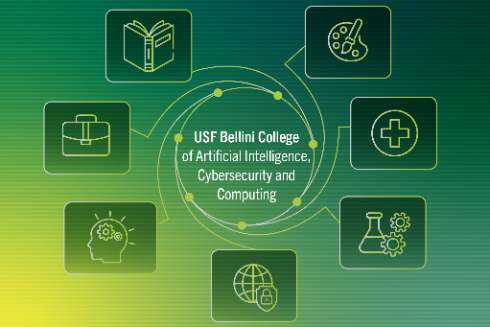 USF Bellini College
of Artificial Intelligence,
Cybersecurity and
Computing